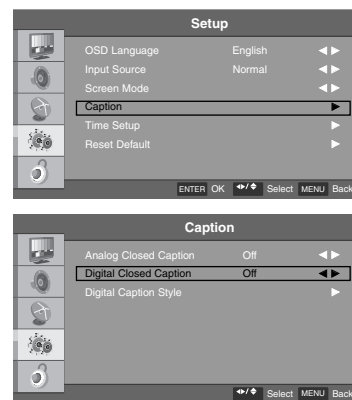 Setup
OSD Language English ◀ ▶
Input Source Normal ◀ ▶
Screen Mode ◀ ▶
Caption ▶
Time Setup ▶
Reset Default ▶
ENTER OK ◀▶/▲▼ Select MENU Back
Caption
Analog Closed Caption Off ◀ ▶
Digital Closed Caption Off ◀ ▶
Digital Caption Style ▶
◀▶/▲▼ Select MENU Back